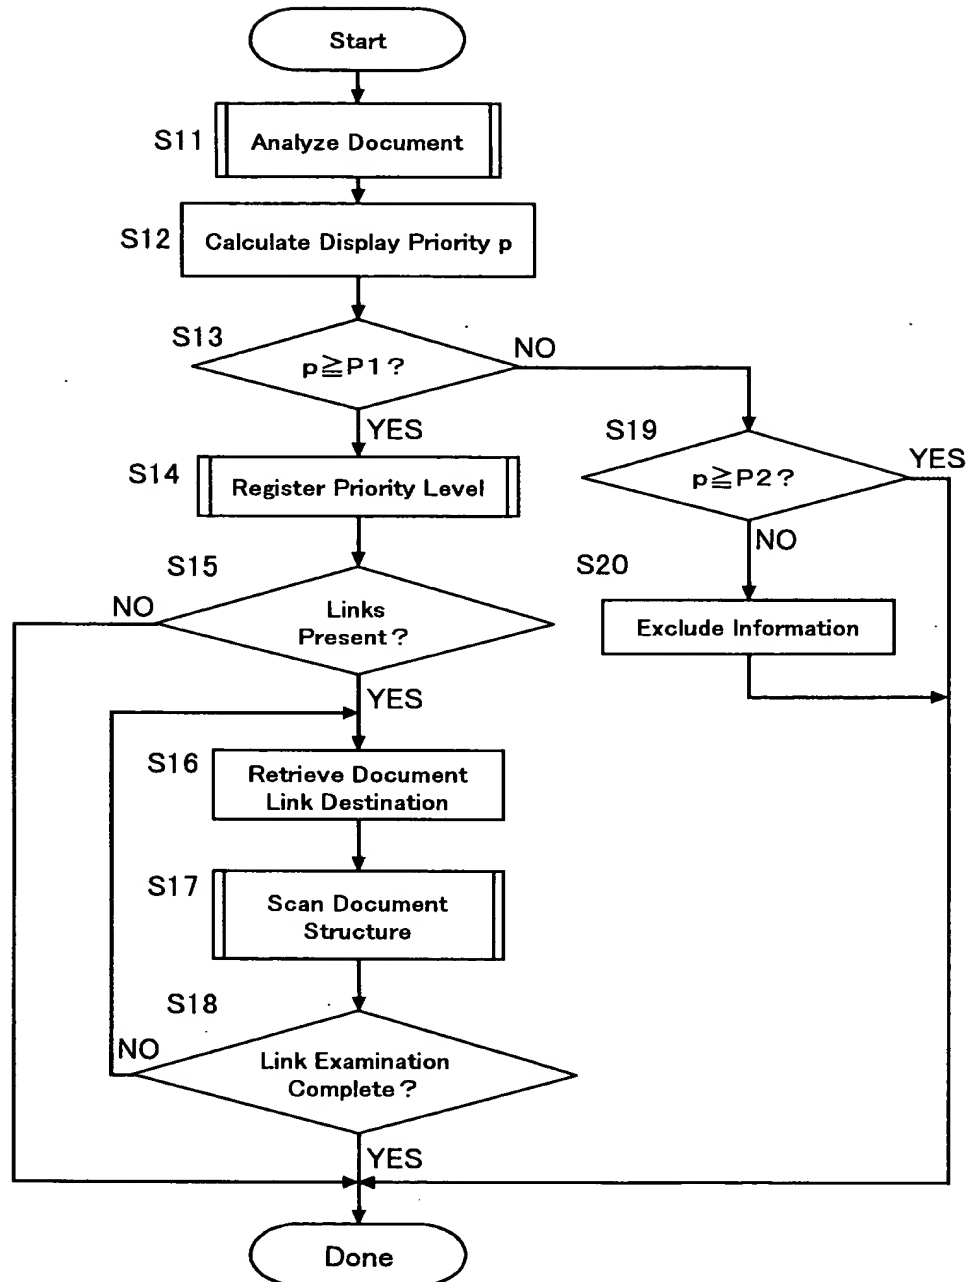 Start
S11
Analyze Document
S12
Calculate Display Priority p
S13
p≧P1?
NO
YES
S19
p≧P2?
YES
S14
Register Priority Level
NO
S15
S20
NO
Links
Present?
Exclude Information
YES
S16
Retrieve Document
Link Destination
S17
Scan Document
Structure
S18
NO
Link Examination
Complete?
YES
Done